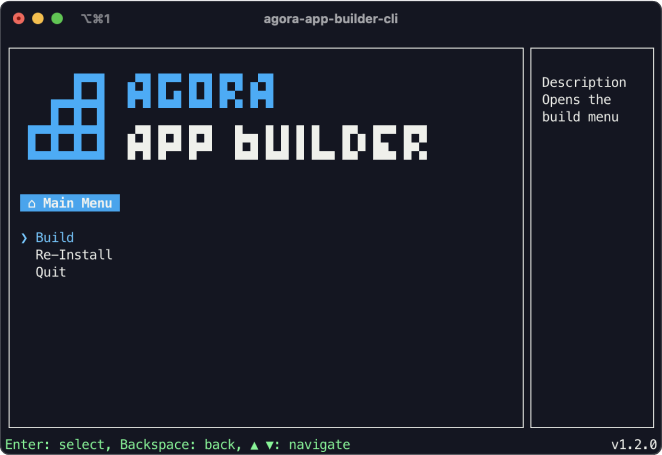 ⌥⌘1
agora-app-builder-cli
AGORA
APP BUILDER
⌂ Main Menu
❯ Build
Re-Install
Quit
Description
Opens the
build menu
Enter: select, Backspace: back, ▲ ▼: navigate
v1.2.0